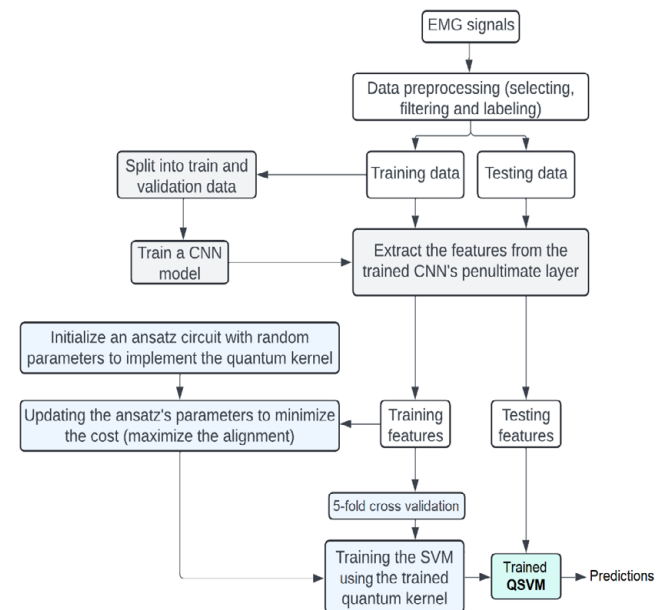 EMG signals
Data preprocessing (selecting,
filtering and labeling)
Split into train and
validation data
Training data
Testing data
Train a CNN
model
Extract the features from the
trained CNN's penultimate layer
Initialize an ansatz circuit with random
parameters to implement the quantum kernel
Updating the ansatz's parameters to minimize
the cost (maximize the alignment)
Training
features
Testing
features
5-fold cross validation
Training the SVM
using the trained
quantum kernel
Trained
QSVM
Predictions